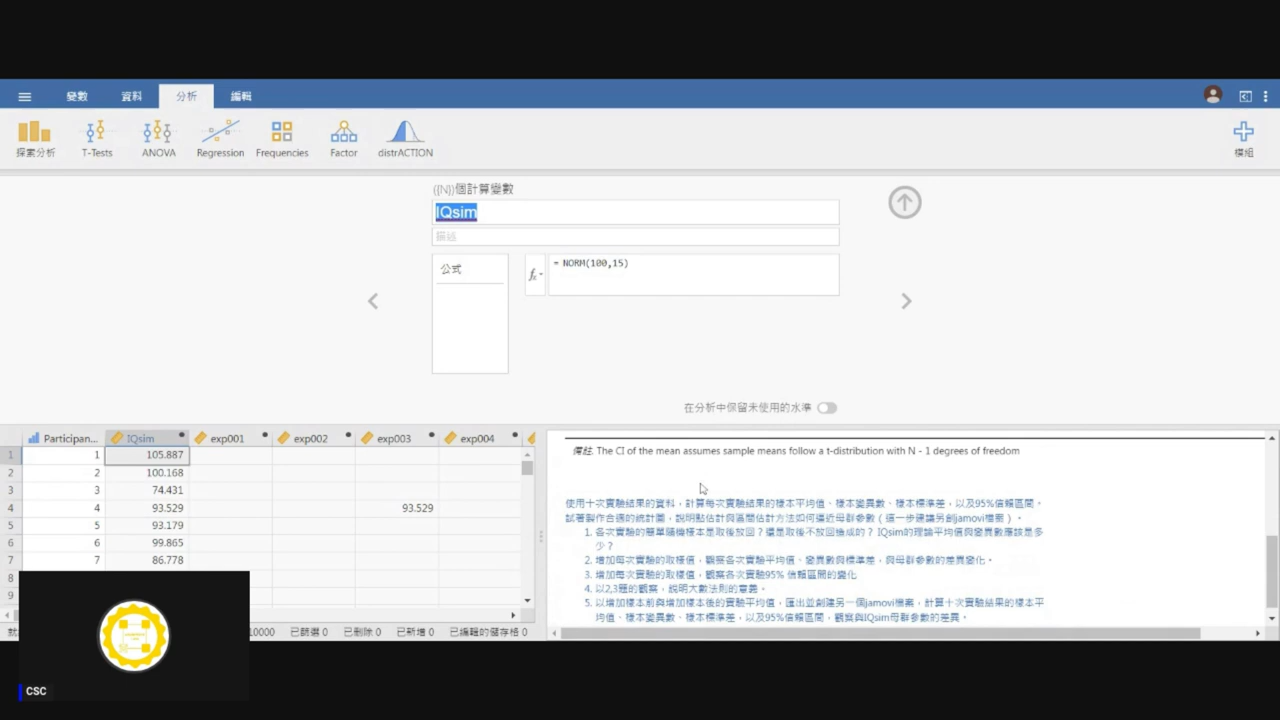 變數 資料 分析 編輯
探索分析 T-Tests ANOVA Regression Frequencies Factor distrACTION 模組
({N})個計算變數
IQsim
描述
公式
fx
= NORM(100,15)
在分析中保留未使用的水準
Participan... IQsim exp001 exp002 exp003 exp004
1 1 105.887
2 2 100.168
3 3 74.431
4 4 93.529 93.529
5 5 93.179
6 6 99.865
7 7 86.778
8
9
10000 已篩選 0 已刪除 0 已新增 0 已編輯的儲存格 0
備註. The CI of the mean assumes sample means follow a t-distribution with N - 1 degrees of freedom
使用十次實驗結果的資料，計算每次實驗結果的樣本平均值、樣本變異數、樣本標準差，以及95%信賴區間。
試著製作合適的統計圖，說明點估計與區間估計方法如何逼近母群參數（這一步建議另創jamovi檔案）。
1. 各次實驗的簡單隨機樣本是取後放回？還是取後不放回造成的？ IQsim的理論平均值與變異數應該是多
少？
2. 增加每次實驗的取樣值，觀察各次實驗平均值、變異數與標準差，與母群參數的差異變化。
3. 增加每次實驗的取樣值，觀察各次實驗95% 信賴區間的變化
4. 以2,3題的觀察，說明大數法則的意義。
5. 以增加樣本前與增加樣本後的實驗平均值，匯出並創建另一個jamovi檔案，計算十次實驗結果的樣本平
均值、樣本變異數、樣本標準差，以及95%信賴區間，觀察與IQsim母群參數的差異。
CSC